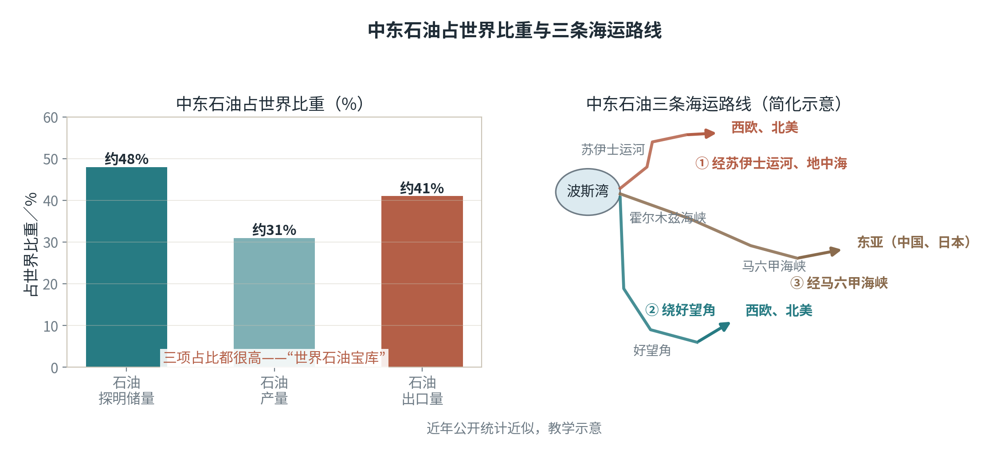 中东石油占世界比重与三条海运路线
中东石油占世界比重（%）
占世界比重／%
60
50
40
30
20
10
0
约48%
约31%
约41%
三项占比都很高——“世界石油宝库”
石油
探明储量
石油
产量
石油
出口量
中东石油三条海运路线（简化示意）
西欧、北美
苏伊士运河
① 经苏伊士运河、地中海
波斯湾
霍尔木兹海峡
东亚（中国、日本）
马六甲海峡
③ 经马六甲海峡
② 绕好望角
西欧、北美
好望角
近年公开统计近似，教学示意